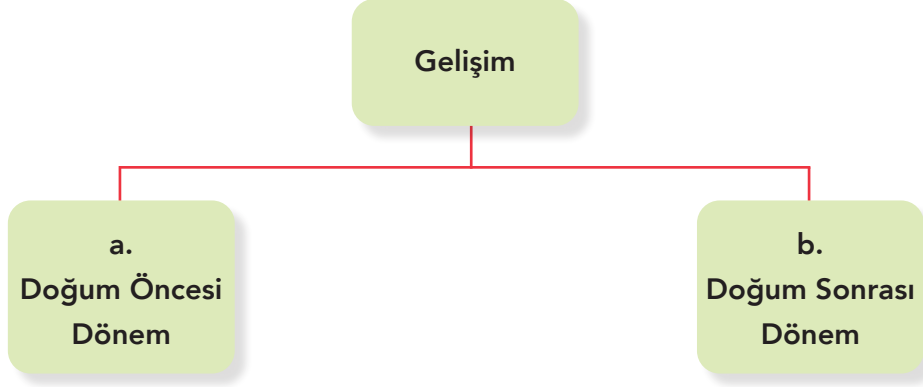 Gelişim
a.
Doğum Öncesi
Dönem
b.
Doğum Sonrası
Dönem